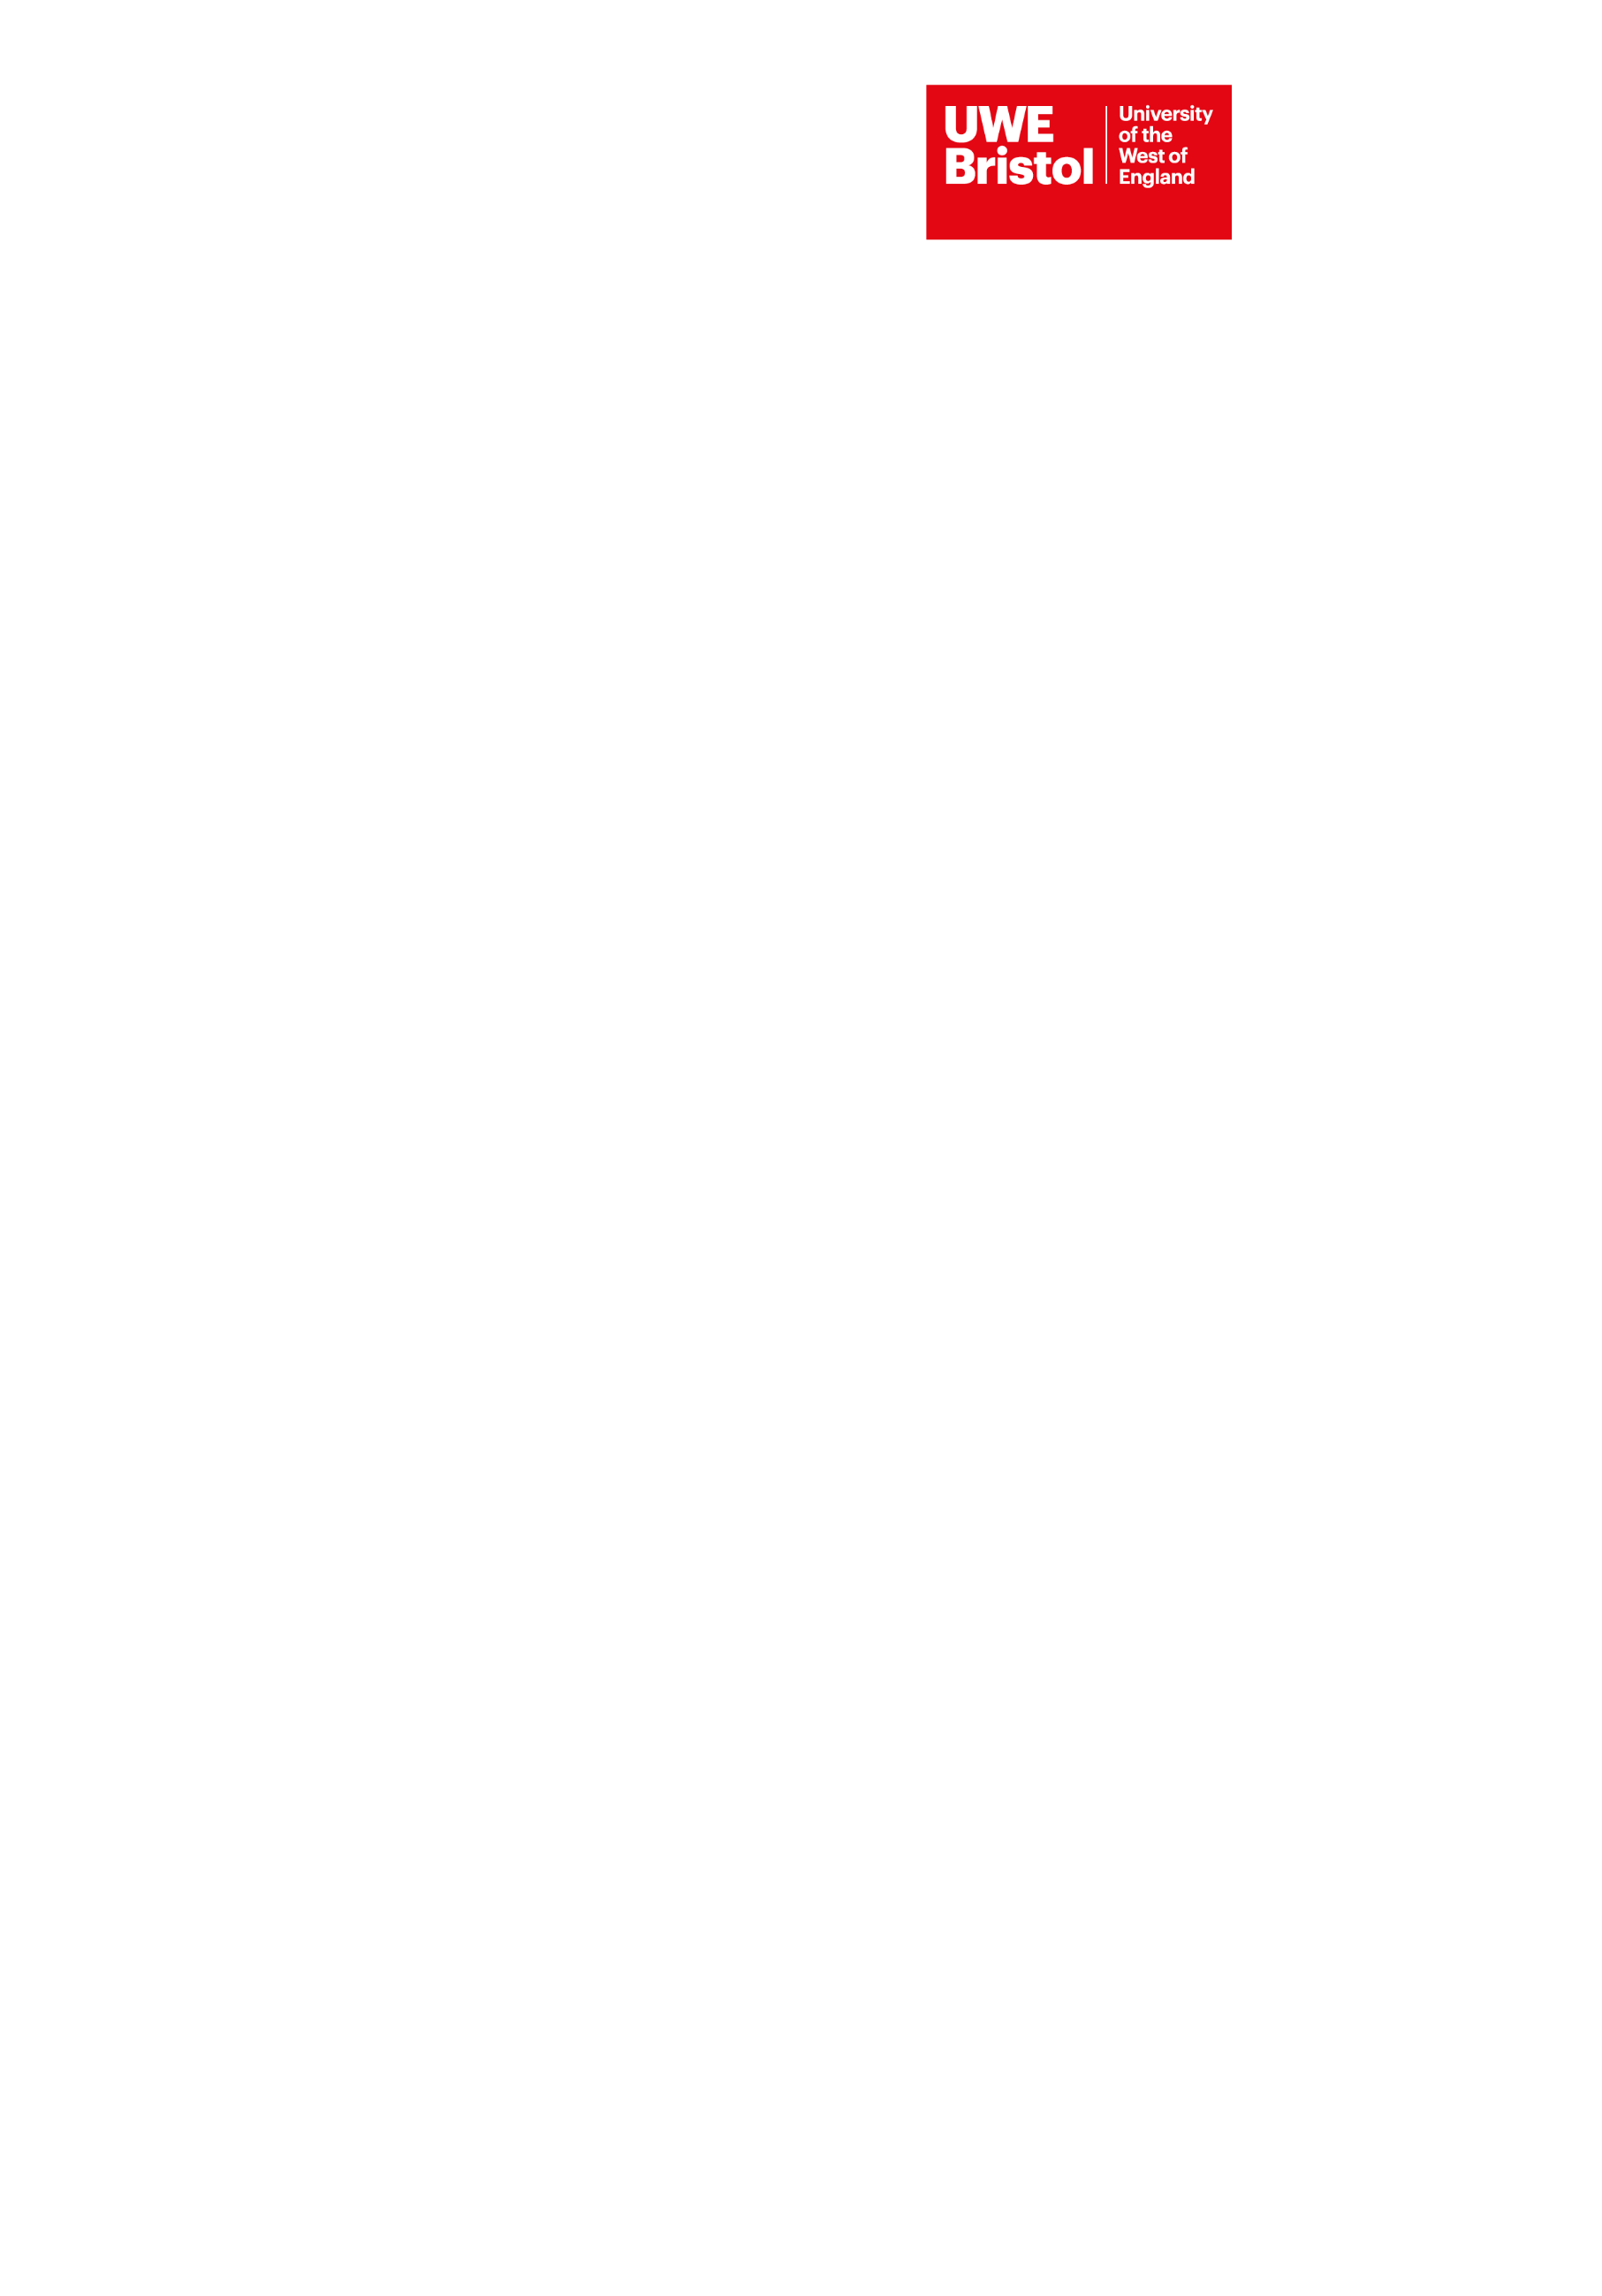 UWE
Bristol
University
of the
West of
England